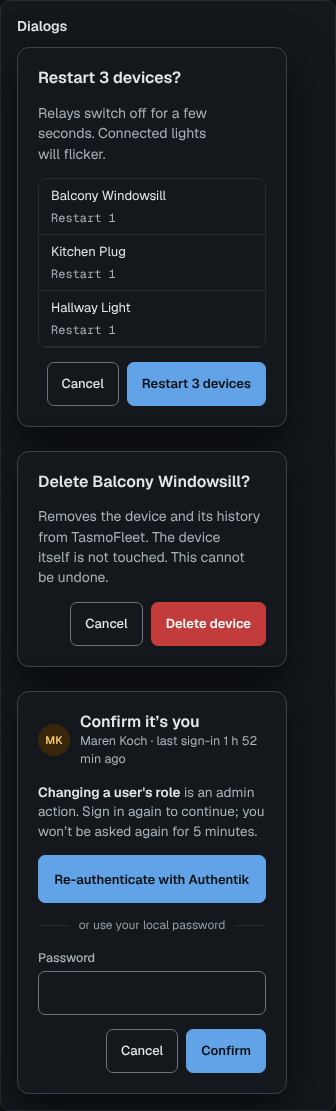 Dialogs
Restart 3 devices?
Relays switch off for a few
seconds. Connected lights
will flicker.
Balcony Windowsill
Restart 1
Kitchen Plug
Restart 1
Hallway Light
Restart 1
Cancel
Restart 3 devices
Delete Balcony Windowsill?
Removes the device and its history
from TasmoFleet. The device
itself is not touched. This cannot
be undone.
Cancel
Delete device
MK
Confirm it’s you
Maren Koch · last sign-in 1 h 52
min ago
Changing a user's role is an admin
action. Sign in again to continue; you
won’t be asked again for 5 minutes.
Re-authenticate with Authentik
or use your local password
Password
Cancel
Confirm